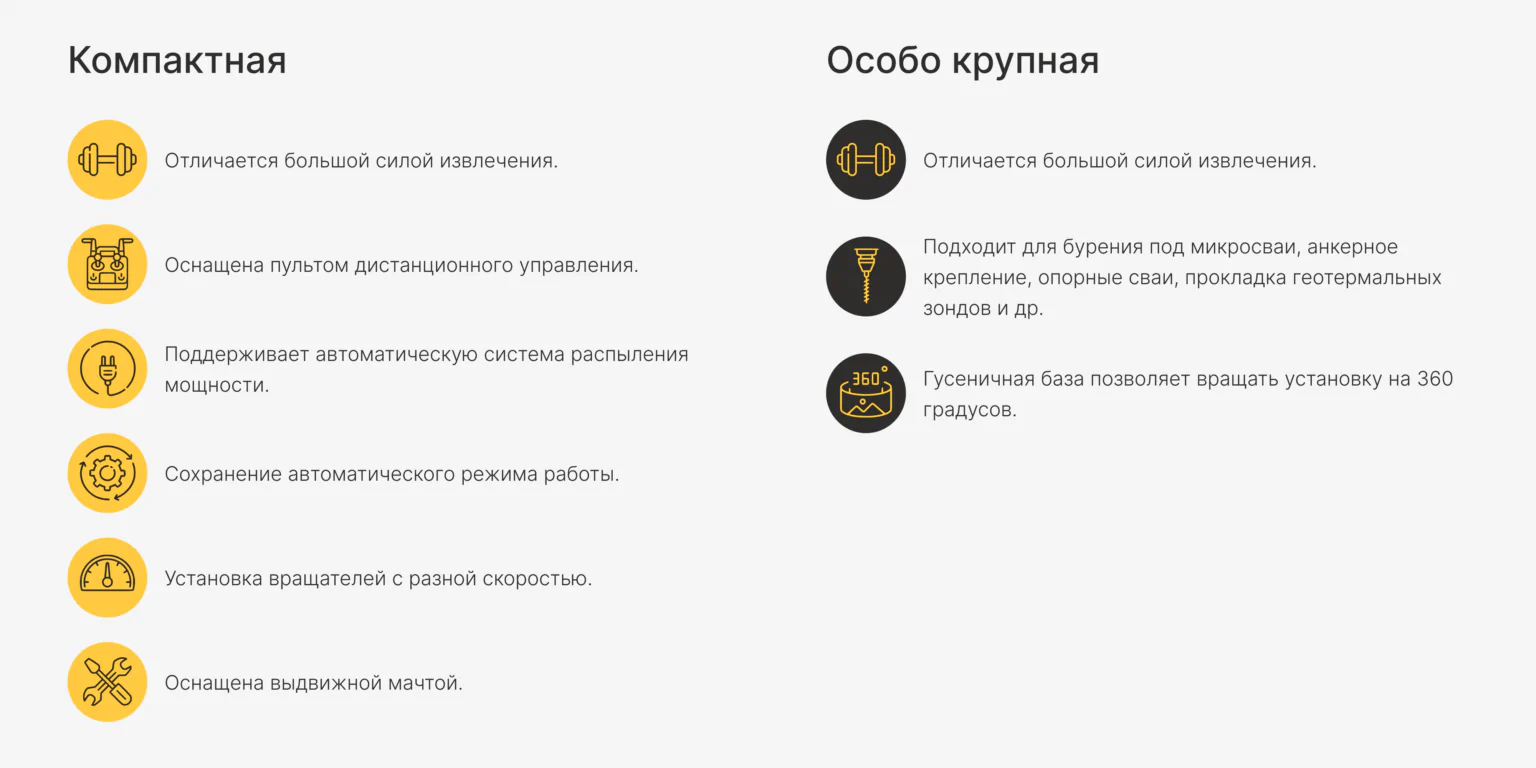 Компактная
Отличается большой силой извлечения.
Оснащена пультом дистанционного управления.
Поддерживает автоматическую система распыления
мощности.
Сохранение автоматического режима работы.
Установка вращателей с разной скоростью.
Оснащена выдвижной мачтой.
Особо крупная
Отличается большой силой извлечения.
Подходит для бурения под микросваи, анкерное
крепление, опорные сваи, прокладка геотермальных
зондов и др.
360°
Гусеничная база позволяет вращать установку на 360
градусов.